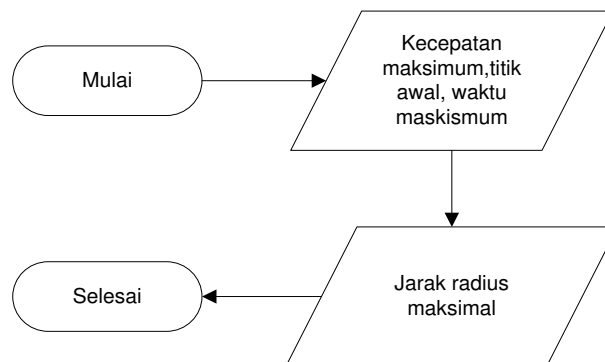 Mulai
Kecepatan
maksimum,titik
awal, waktu
maskismum
Jarak radius
maksimal
Selesai